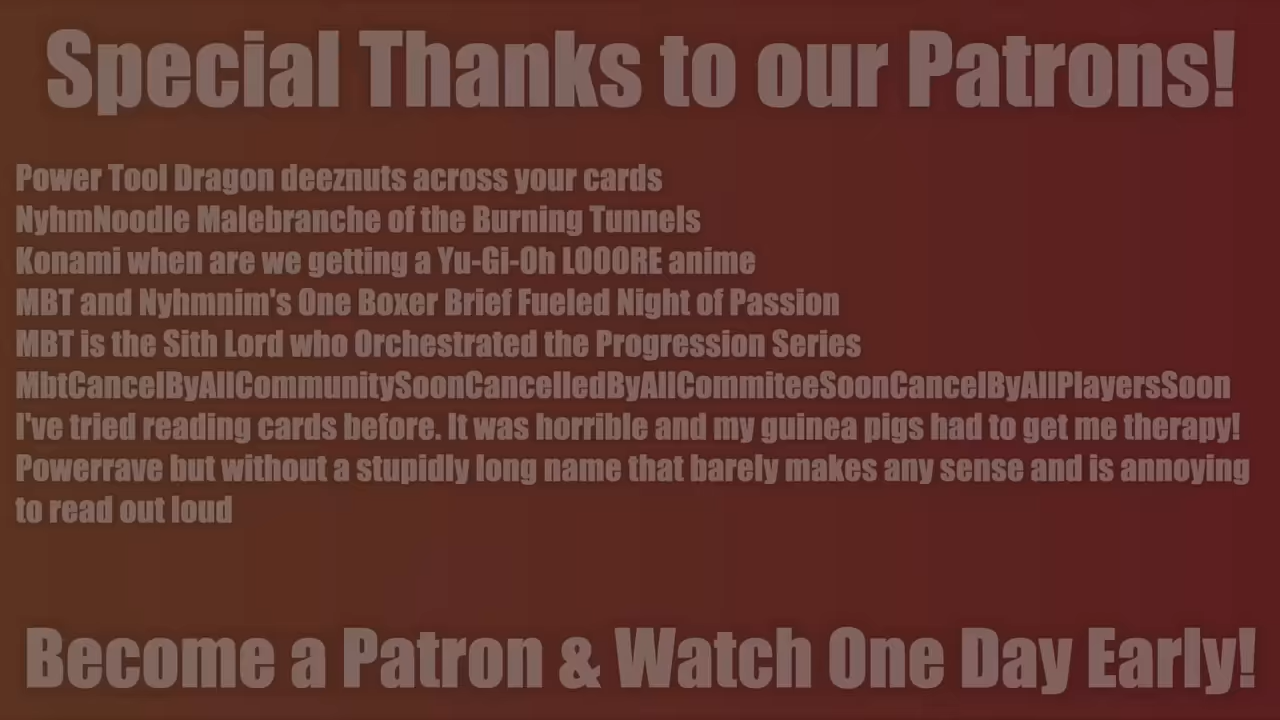 Special Thanks to our Patrons!
Power Tool Dragon deeznuts across your cards
NyhmNoodle Malebranche of the Burning Tunnels
Konami when are we getting a Yu-Gi-Oh LOOORE anime
MBT and Nyhmnim's One Boxer Brief Fueled Night of Passion
MBT is the Sith Lord who Orchestrated the Progression Series
MbtCancelByAllCommunitySoonCancelledByAllCommiteeSoonCancelByAllPlayersSoon
I've tried reading cards before. It was horrible and my guinea pigs had to get me therapy!
Powerrave but without a stupidly long name that barely makes any sense and is annoying
to read out loud
Become a Patron & Watch One Day Early!